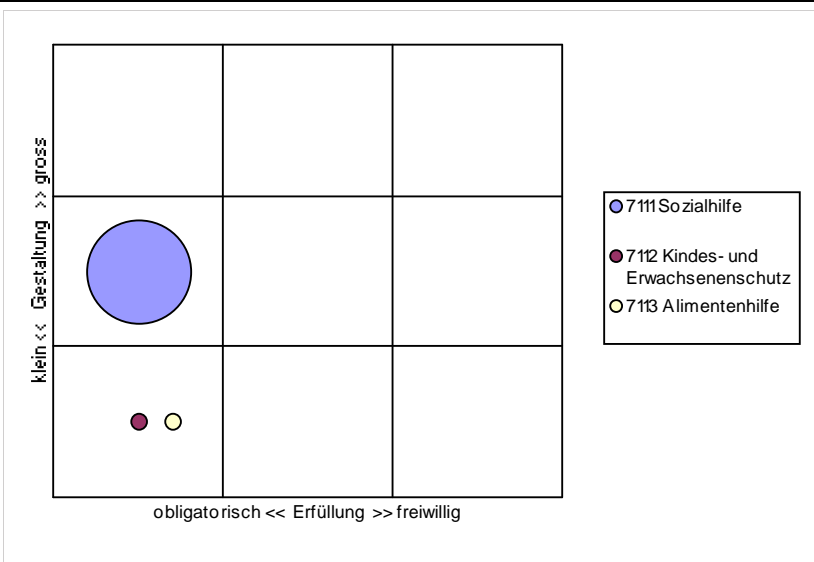 klein << Gestaltung >> gross
7111 Sozialhilfe
7112 Kindes- und
Erwachsenenschutz
7113 Alimentenhilfe
obligatorisch << Erfüllung >> freiwillig